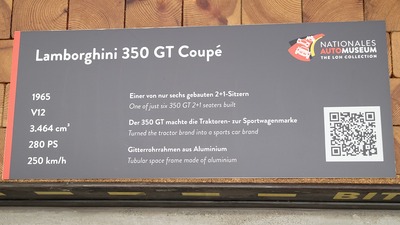 Lamborghini 350 GT Coupé
NATIONALES
AUTOMUSEUM
THE LOH COLLECTION
1965
V12
3.464 cm³
280 PS
250 km/h
Einer von nur sechs gebauten 2+1-Sitzern
One of just six 350 GT 2+1 seaters built
Der 350 GT machte die Traktoren- zur Sportwagenmarke
Turned the tractor brand into a sports car brand
Gitterrohrrahmen aus Aluminium
Tubular space frame made of aluminium
BIT